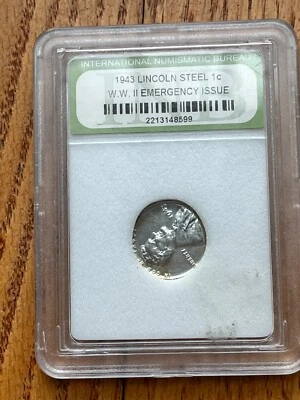 INTERNATIONAL NUMISMATIC BUREAU
1943 LINCOLN STEEL 1c
W.W. II EMERGENCY ISSUE
2213148599